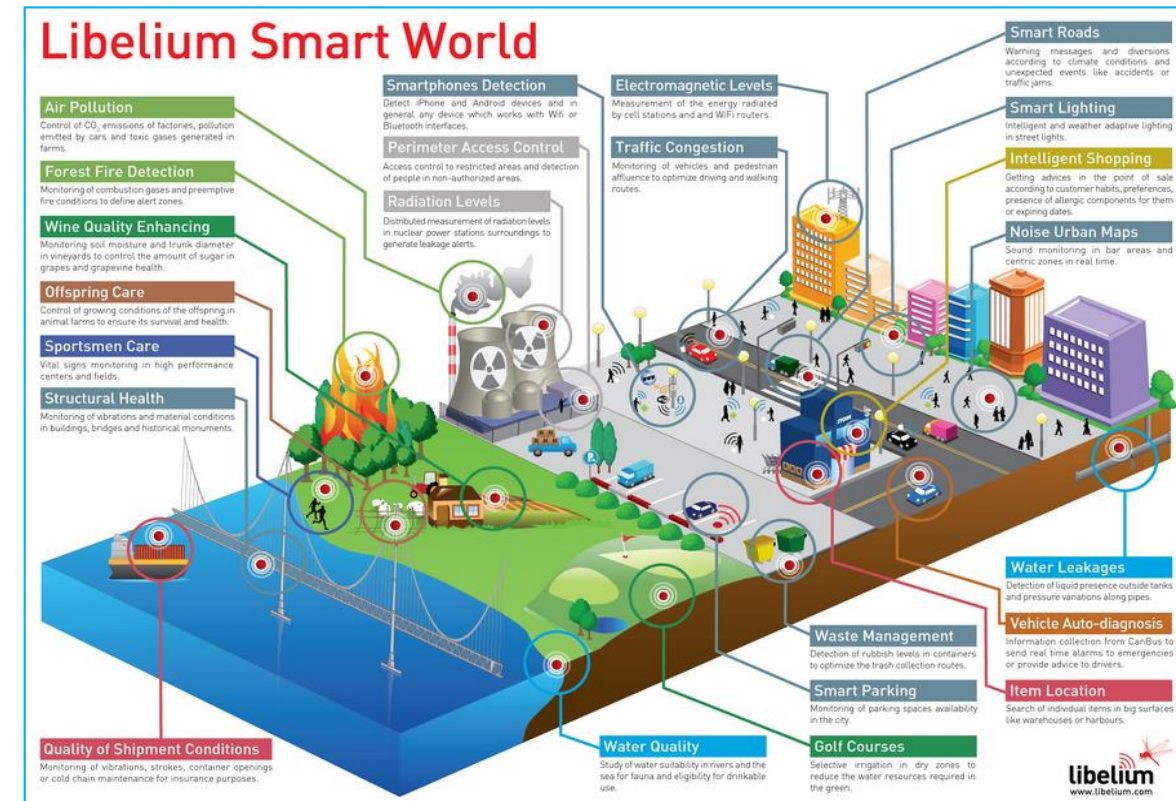 Libelium Smart World
Air Pollution
Control of CO2 emissions of factories, pollution
emitted by cars and toxic gases generated in
farms.
Forest Fire Detection
Monitoring of combustion gases and preemptive
fire conditions to define alert zones.
Wine Quality Enhancing
Monitoring soil moisture and trunk diameter
in vineyards to control the amount of sugar in
grapes and grapevine health.
Offspring Care
Control of growing conditions of the offspring in
animal farms to ensure its survival and health.
Sportsmen Care
Vital signs monitoring in high performance
centers and fields.
Structural Health
Monitoring of vibrations and material conditions
in buildings, bridges and historical monuments.
Quality of Shipment Conditions
Monitoring of vibrations, strokes, container openings
or cold chain maintenance for insurance purposes.
Smartphones Detection
Detect iPhone and Android devices and in
general any device which works with Wifi or
Bluetooth interfaces.
Perimeter Access Control
Access control to restricted areas and detection
of people in non-authorized areas.
Radiation Levels
Distributed measurement of radiation levels
in nuclear power stations surroundings to
generate leakage alerts.
Electromagnetic Levels
Measurement of the energy radiated
by cell stations and and WiFi routers.
Traffic Congestion
Monitoring of vehicles and pedestrian
affluence to optimize driving and walking
routes.
Smart Roads
Warning messages and diversions
according to climate conditions and
unexpected events like accidents or
traffic jams.
Smart Lighting
Intelligent and weather adaptive lighting
in street lights.
Intelligent Shopping
Getting advices in the point of sale
according to customer habits, preferences,
presence of allergic components for them
or expiring dates.
Noise Urban Maps
Sound monitoring in bar areas and
centric zones in real time.
STORE
P
Water Leakages
Detection of liquid presence outside tanks
and pressure variations along pipes.
Vehicle Auto-diagnosis
Information collection from CanBus to
send real time alarms to emergencies
or provide advice to drivers.
Item Location
Search of individual items in big surfaces
like warehouses or harbours.
Waste Management
Detection of rubbish levels in containers
to optimize the trash collection routes.
Smart Parking
Monitoring of parking spaces availability
in the city.
Golf Courses
Selective irrigation in dry zones to
reduce the water resources required in
the green.
Water Quality
Study of water suitability in rivers and the
sea for fauna and eligibility for drinkable
use.
libelium
www.libelium.com